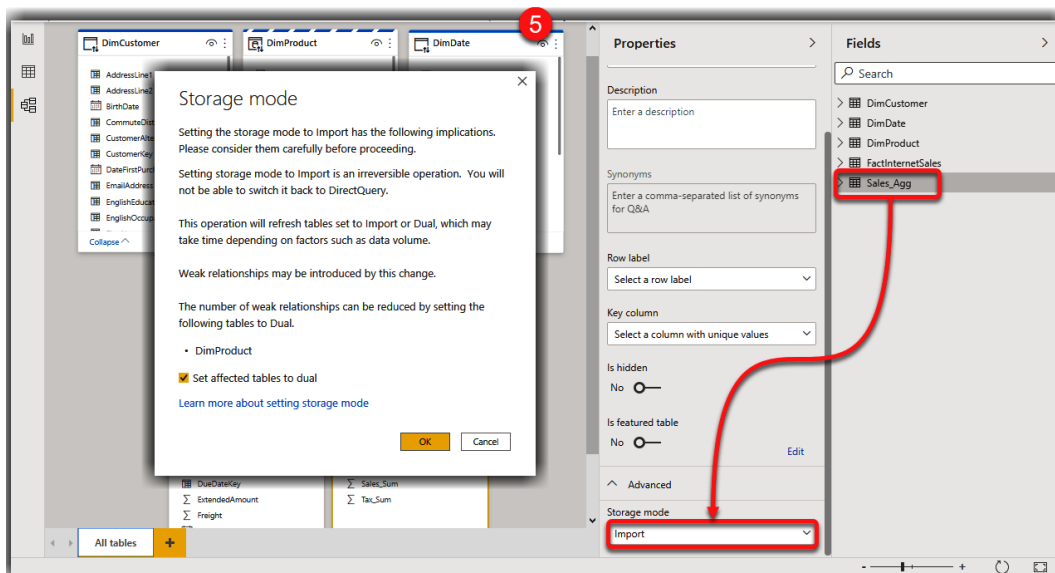 5
DimCustomer
DimProduct
DimDate
AddressLine1
AddressLine2
BirthDate
CommuteDist
CustomerAlte
CustomerKey
DateFirstPurc
EmailAddress
EnglishEducat
EnglishOccup
Collapse
Storage mode
Setting the storage mode to Import has the following implications.
Please consider them carefully before proceeding.
Setting storage mode to Import is an irreversible operation. You will
not be able to switch it back to DirectQuery.
This operation will refresh tables set to Import or Dual, which may
take time depending on factors such as data volume.
Weak relationships may be introduced by this change.
The number of weak relationships can be reduced by setting the
following tables to Dual.
• DimProduct
Set affected tables to dual
Learn more about setting storage mode
OK
Cancel
DueDateKey
∑ ExtendedAmount
∑ Freight
∑ Sales_Sum
∑ Tax_Sum
All tables
+
Properties
Description
Enter a description
Synonyms
Enter a comma-separated list of synonyms
for Q&A
Row label
Select a row label
Key column
Select a column with unique values
Is hidden
No
Is featured table
No
Edit
Advanced
Storage mode
Import
Fields
Search
DimCustomer
DimDate
DimProduct
FactInternetSales
Sales_Agg
- +